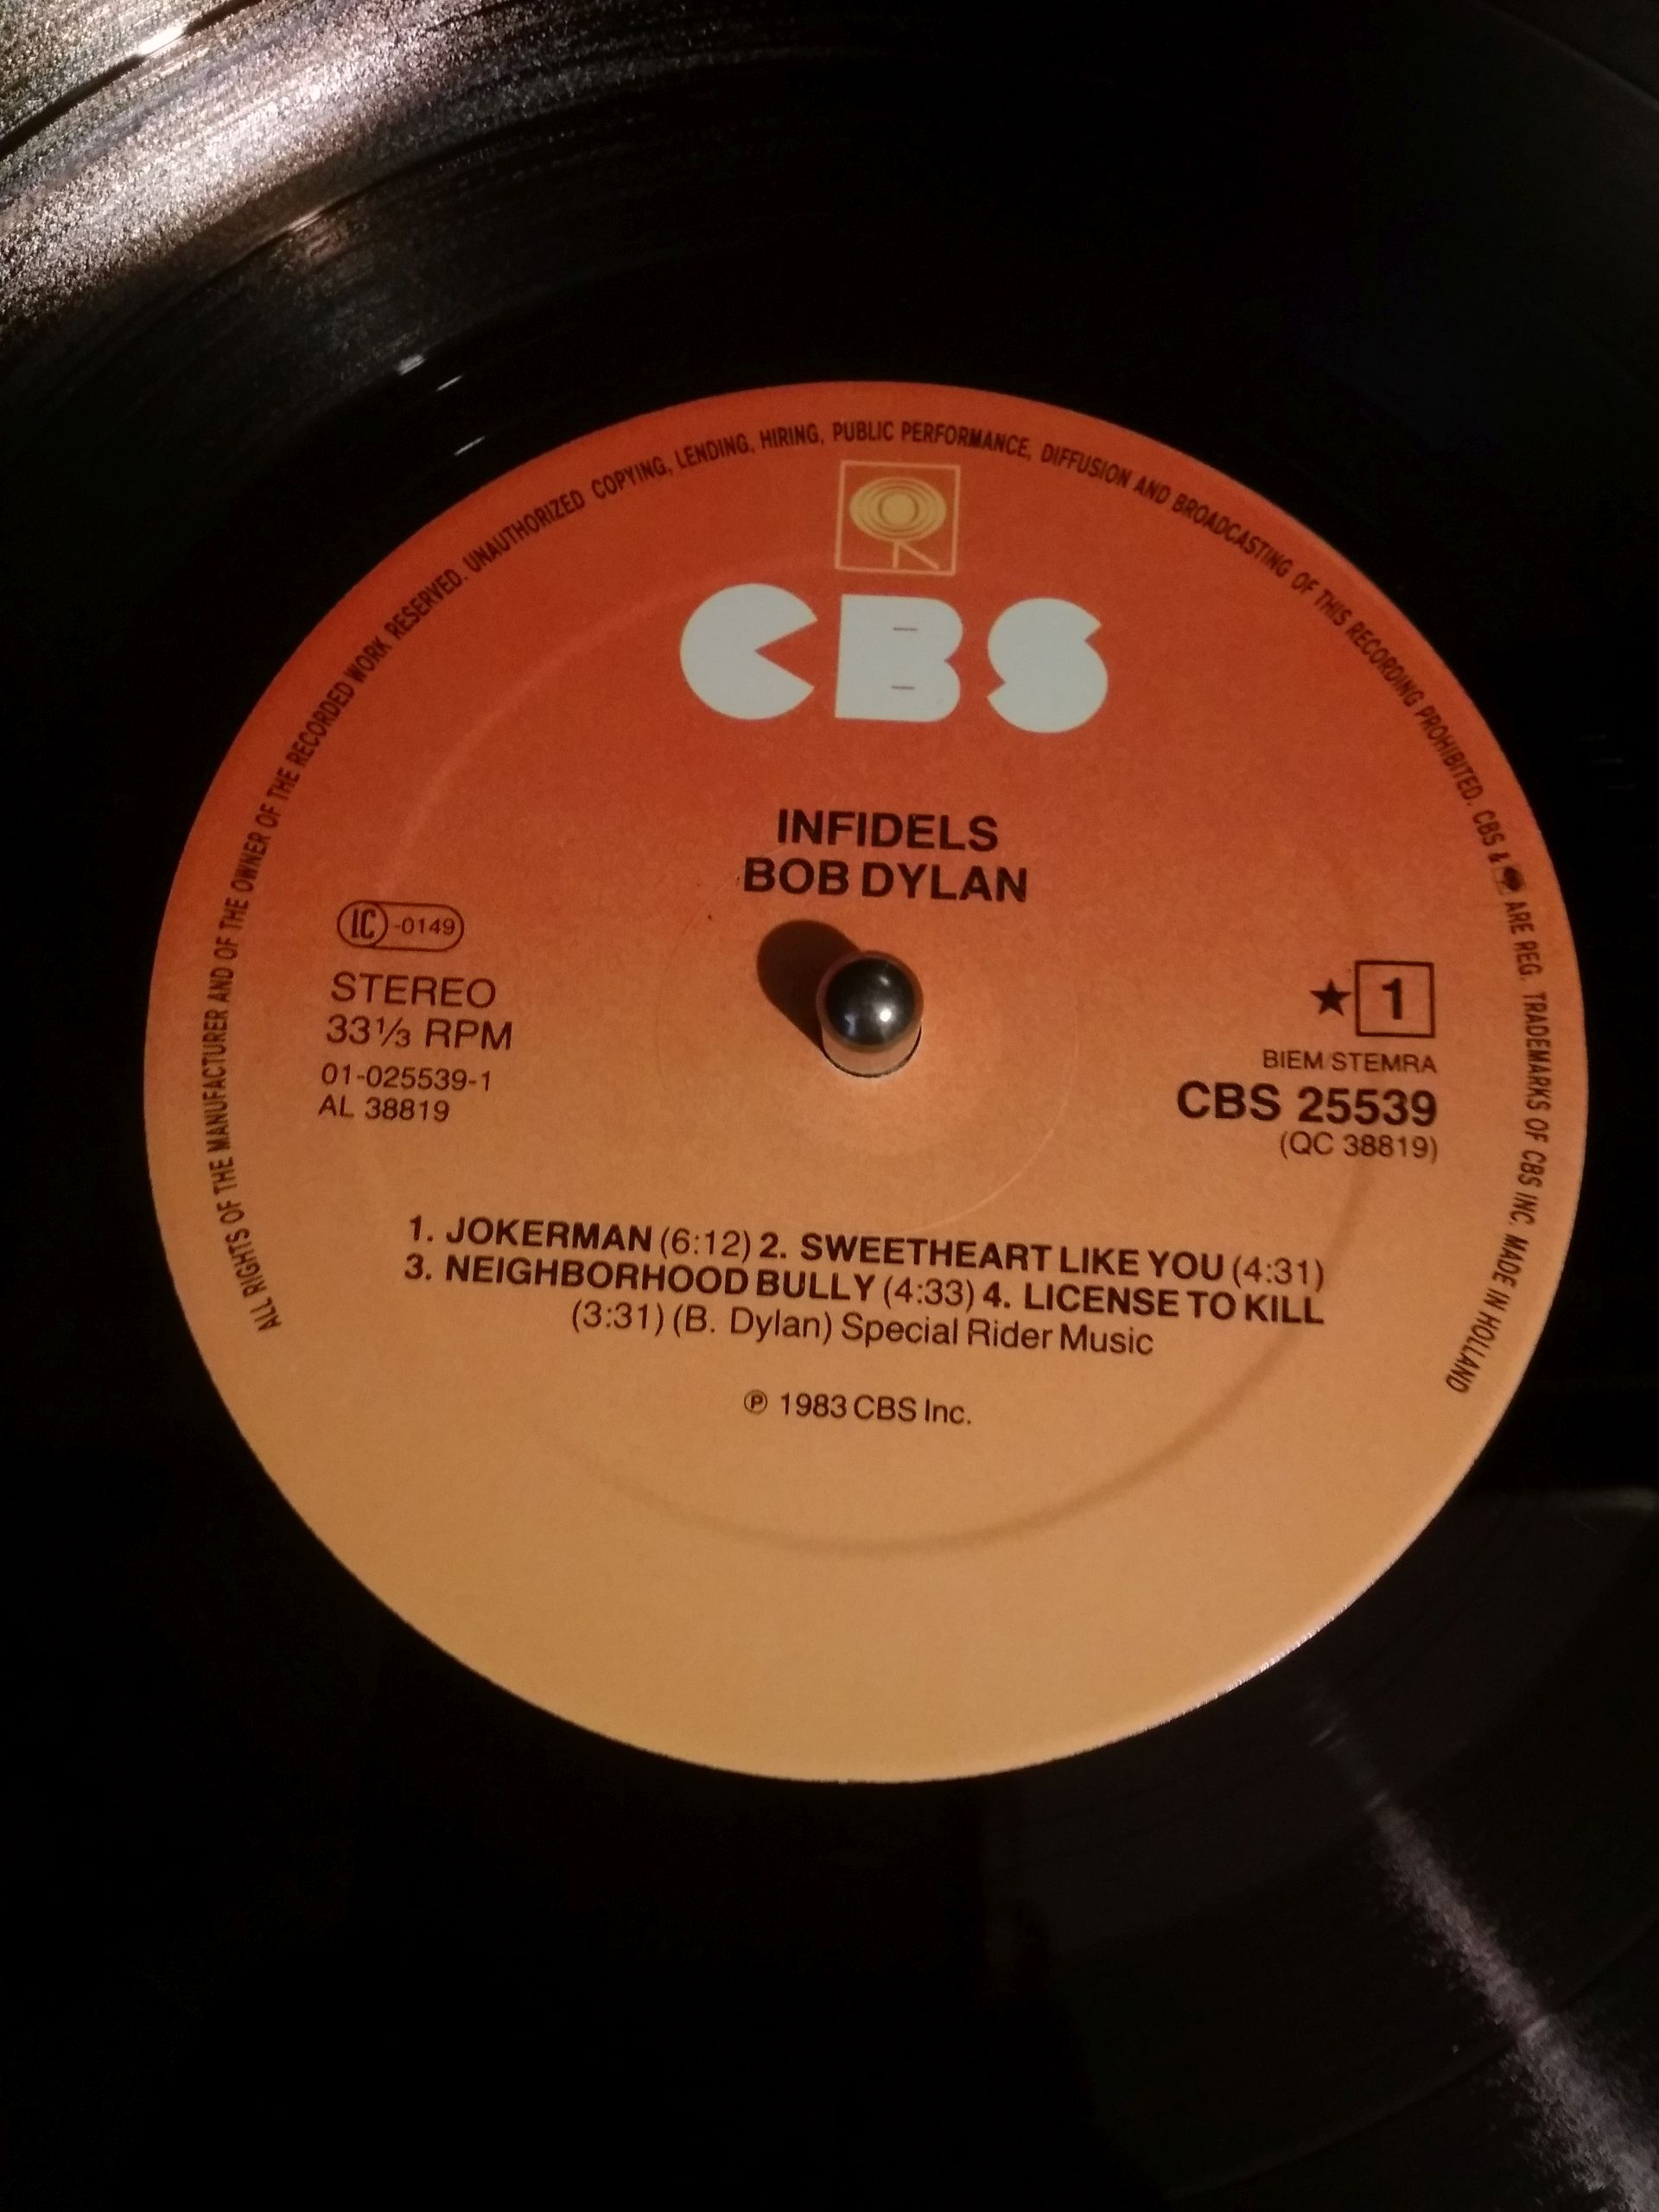 ALL RIGHTS OF THE MANUFACTURER AND OF THE OWNER OF THE RECORDED WORK RESERVED. UNAUTHORIZED COPYING, LENDING, HIRING, PUBLIC PERFORMANCE, DIFFUSION AND BROADCASTING OF THIS RECORDING PROHIBITED. CBS & ARE REG. TRADEMARKS OF CBS INC. MADE IN HOLLAND
CBS
INFIDELS
BOB DYLAN
LC -0149
STEREO
33⅓ RPM
01-025539-1
AL 38819
★ 1
BIEM/STEMRA
CBS 25539
(QC 38819)
1. JOKERMAN (6:12) 2. SWEETHEART LIKE YOU (4:31)
3. NEIGHBORHOOD BULLY (4:33) 4. LICENSE TO KILL
(3:31) (B. Dylan) Special Rider Music
℗ 1983 CBS Inc.